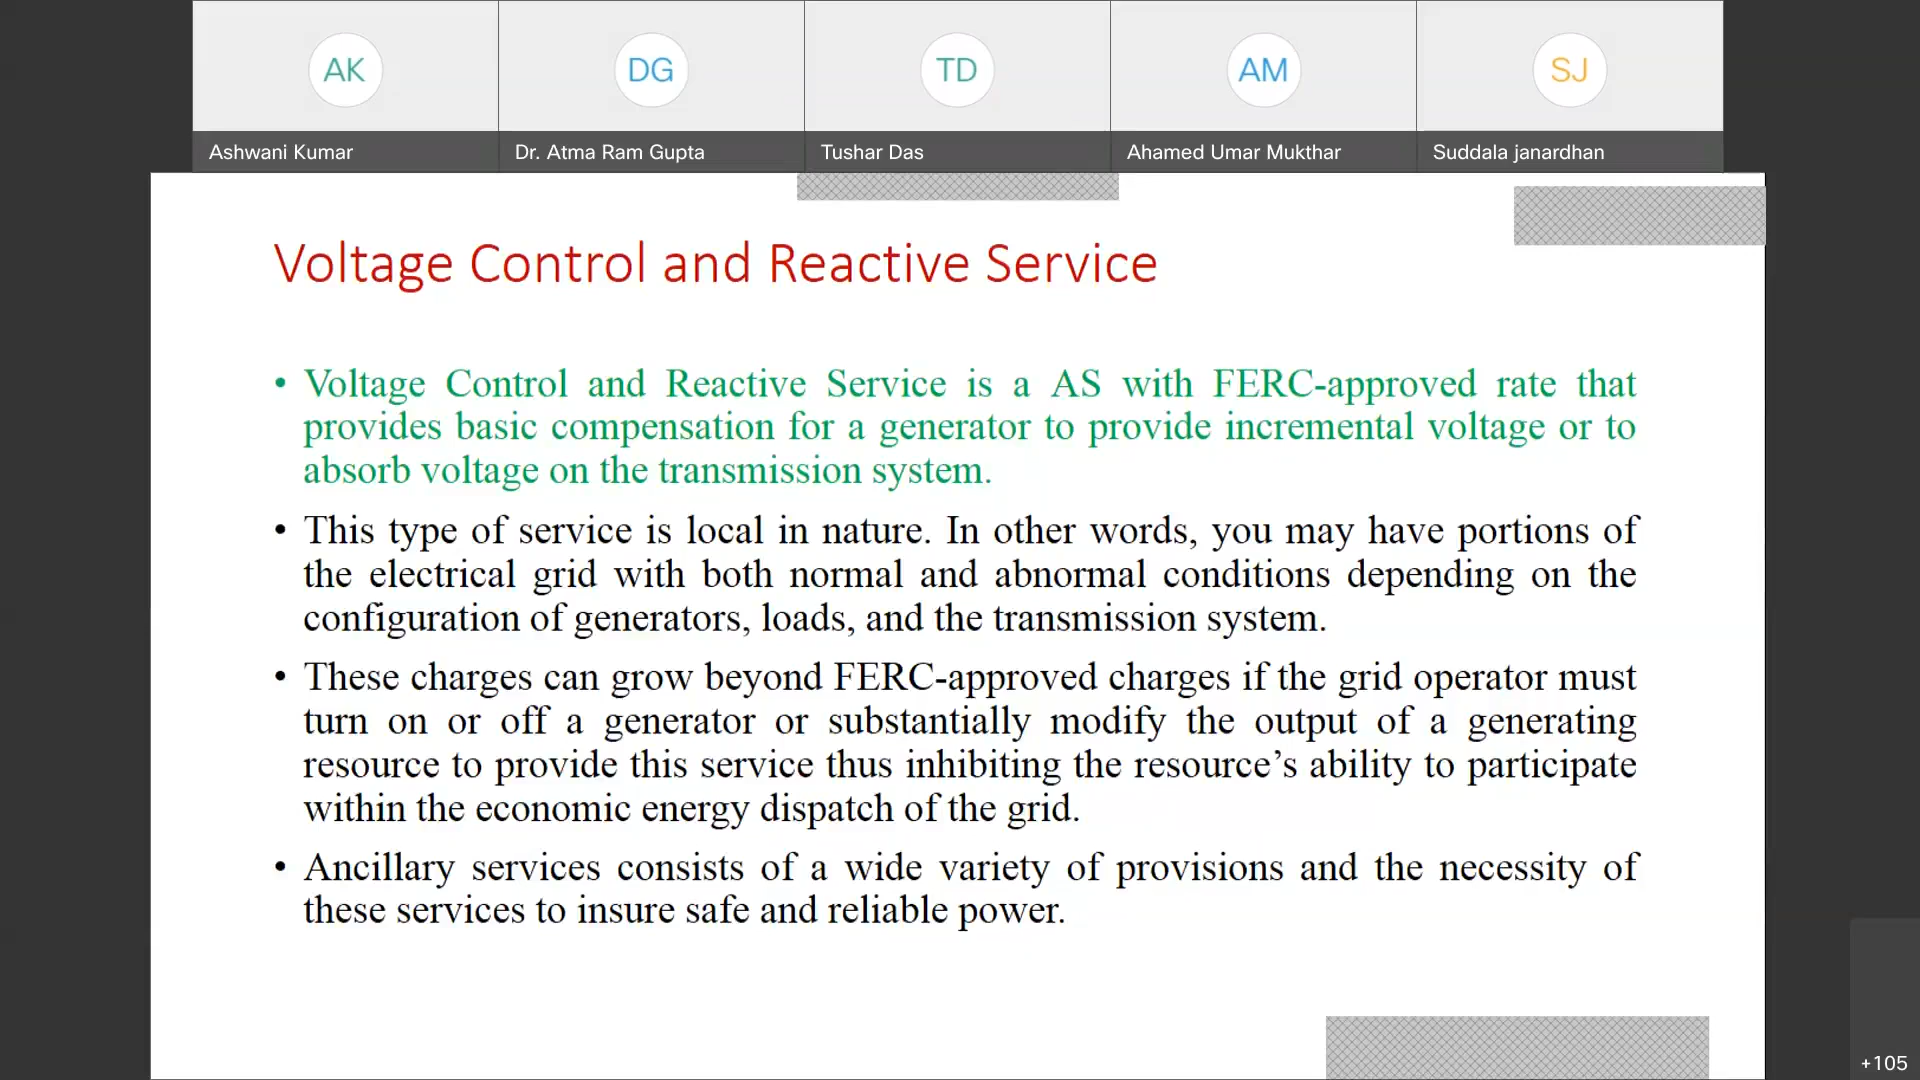 AK DG TD AM SJ
Ashwani Kumar Dr. Atma Ram Gupta Tushar Das Ahamed Umar Mukthar Suddala janardhan
Voltage Control and Reactive Service
• Voltage Control and Reactive Service is a AS with FERC-approved rate that
provides basic compensation for a generator to provide incremental voltage or to
absorb voltage on the transmission system.
• This type of service is local in nature. In other words, you may have portions of
the electrical grid with both normal and abnormal conditions depending on the
configuration of generators, loads, and the transmission system.
• These charges can grow beyond FERC-approved charges if the grid operator must
turn on or off a generator or substantially modify the output of a generating
resource to provide this service thus inhibiting the resource’s ability to participate
within the economic energy dispatch of the grid.
• Ancillary services consists of a wide variety of provisions and the necessity of
these services to insure safe and reliable power.
+105